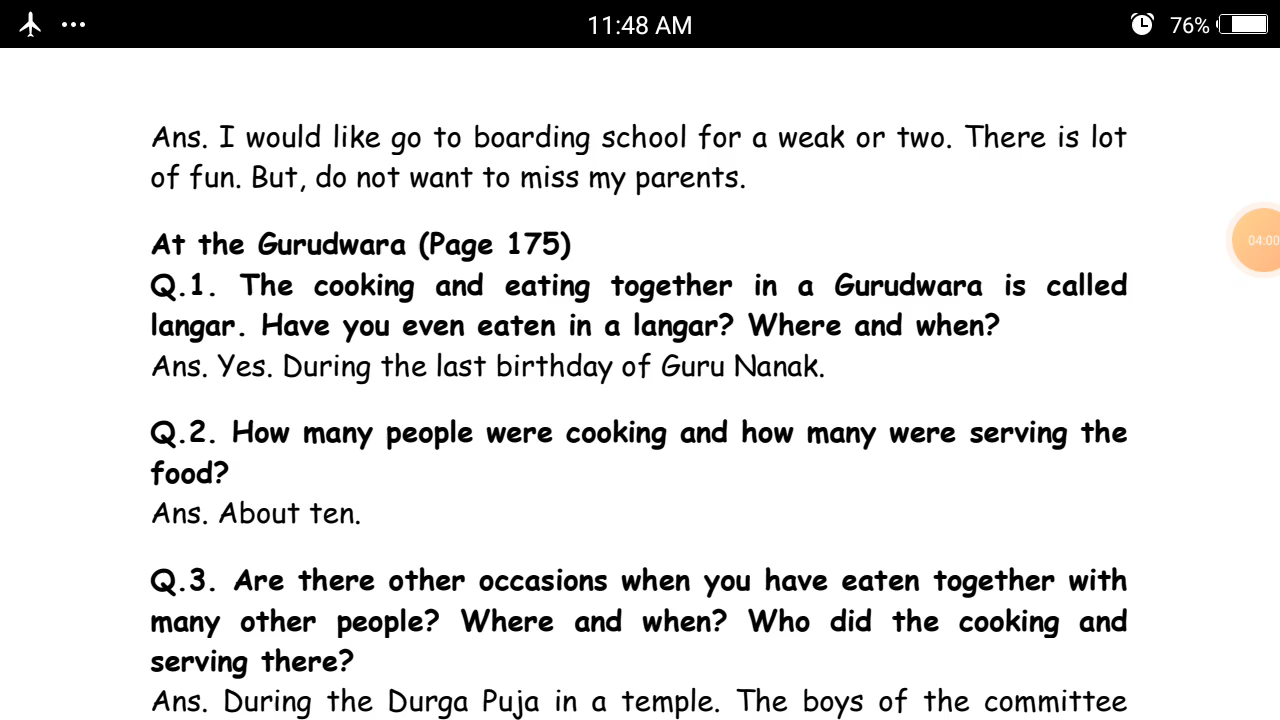 11:48 AM
76%
Ans. I would like go to boarding school for a weak or two. There is lot
of fun. But, do not want to miss my parents.
At the Gurudwara (Page 175)
04:00
Q.1. The cooking and eating together in a Gurudwara is called
langar. Have you even eaten in a langar? Where and when?
Ans. Yes. During the last birthday of Guru Nanak.
Q.2. How many people were cooking and how many were serving the
food?
Ans. About ten.
Q.3. Are there other occasions when you have eaten together with
many other people? Where and when? Who did the cooking and
serving there?
Ans. During the Durga Puja in a temple. The boys of the committee